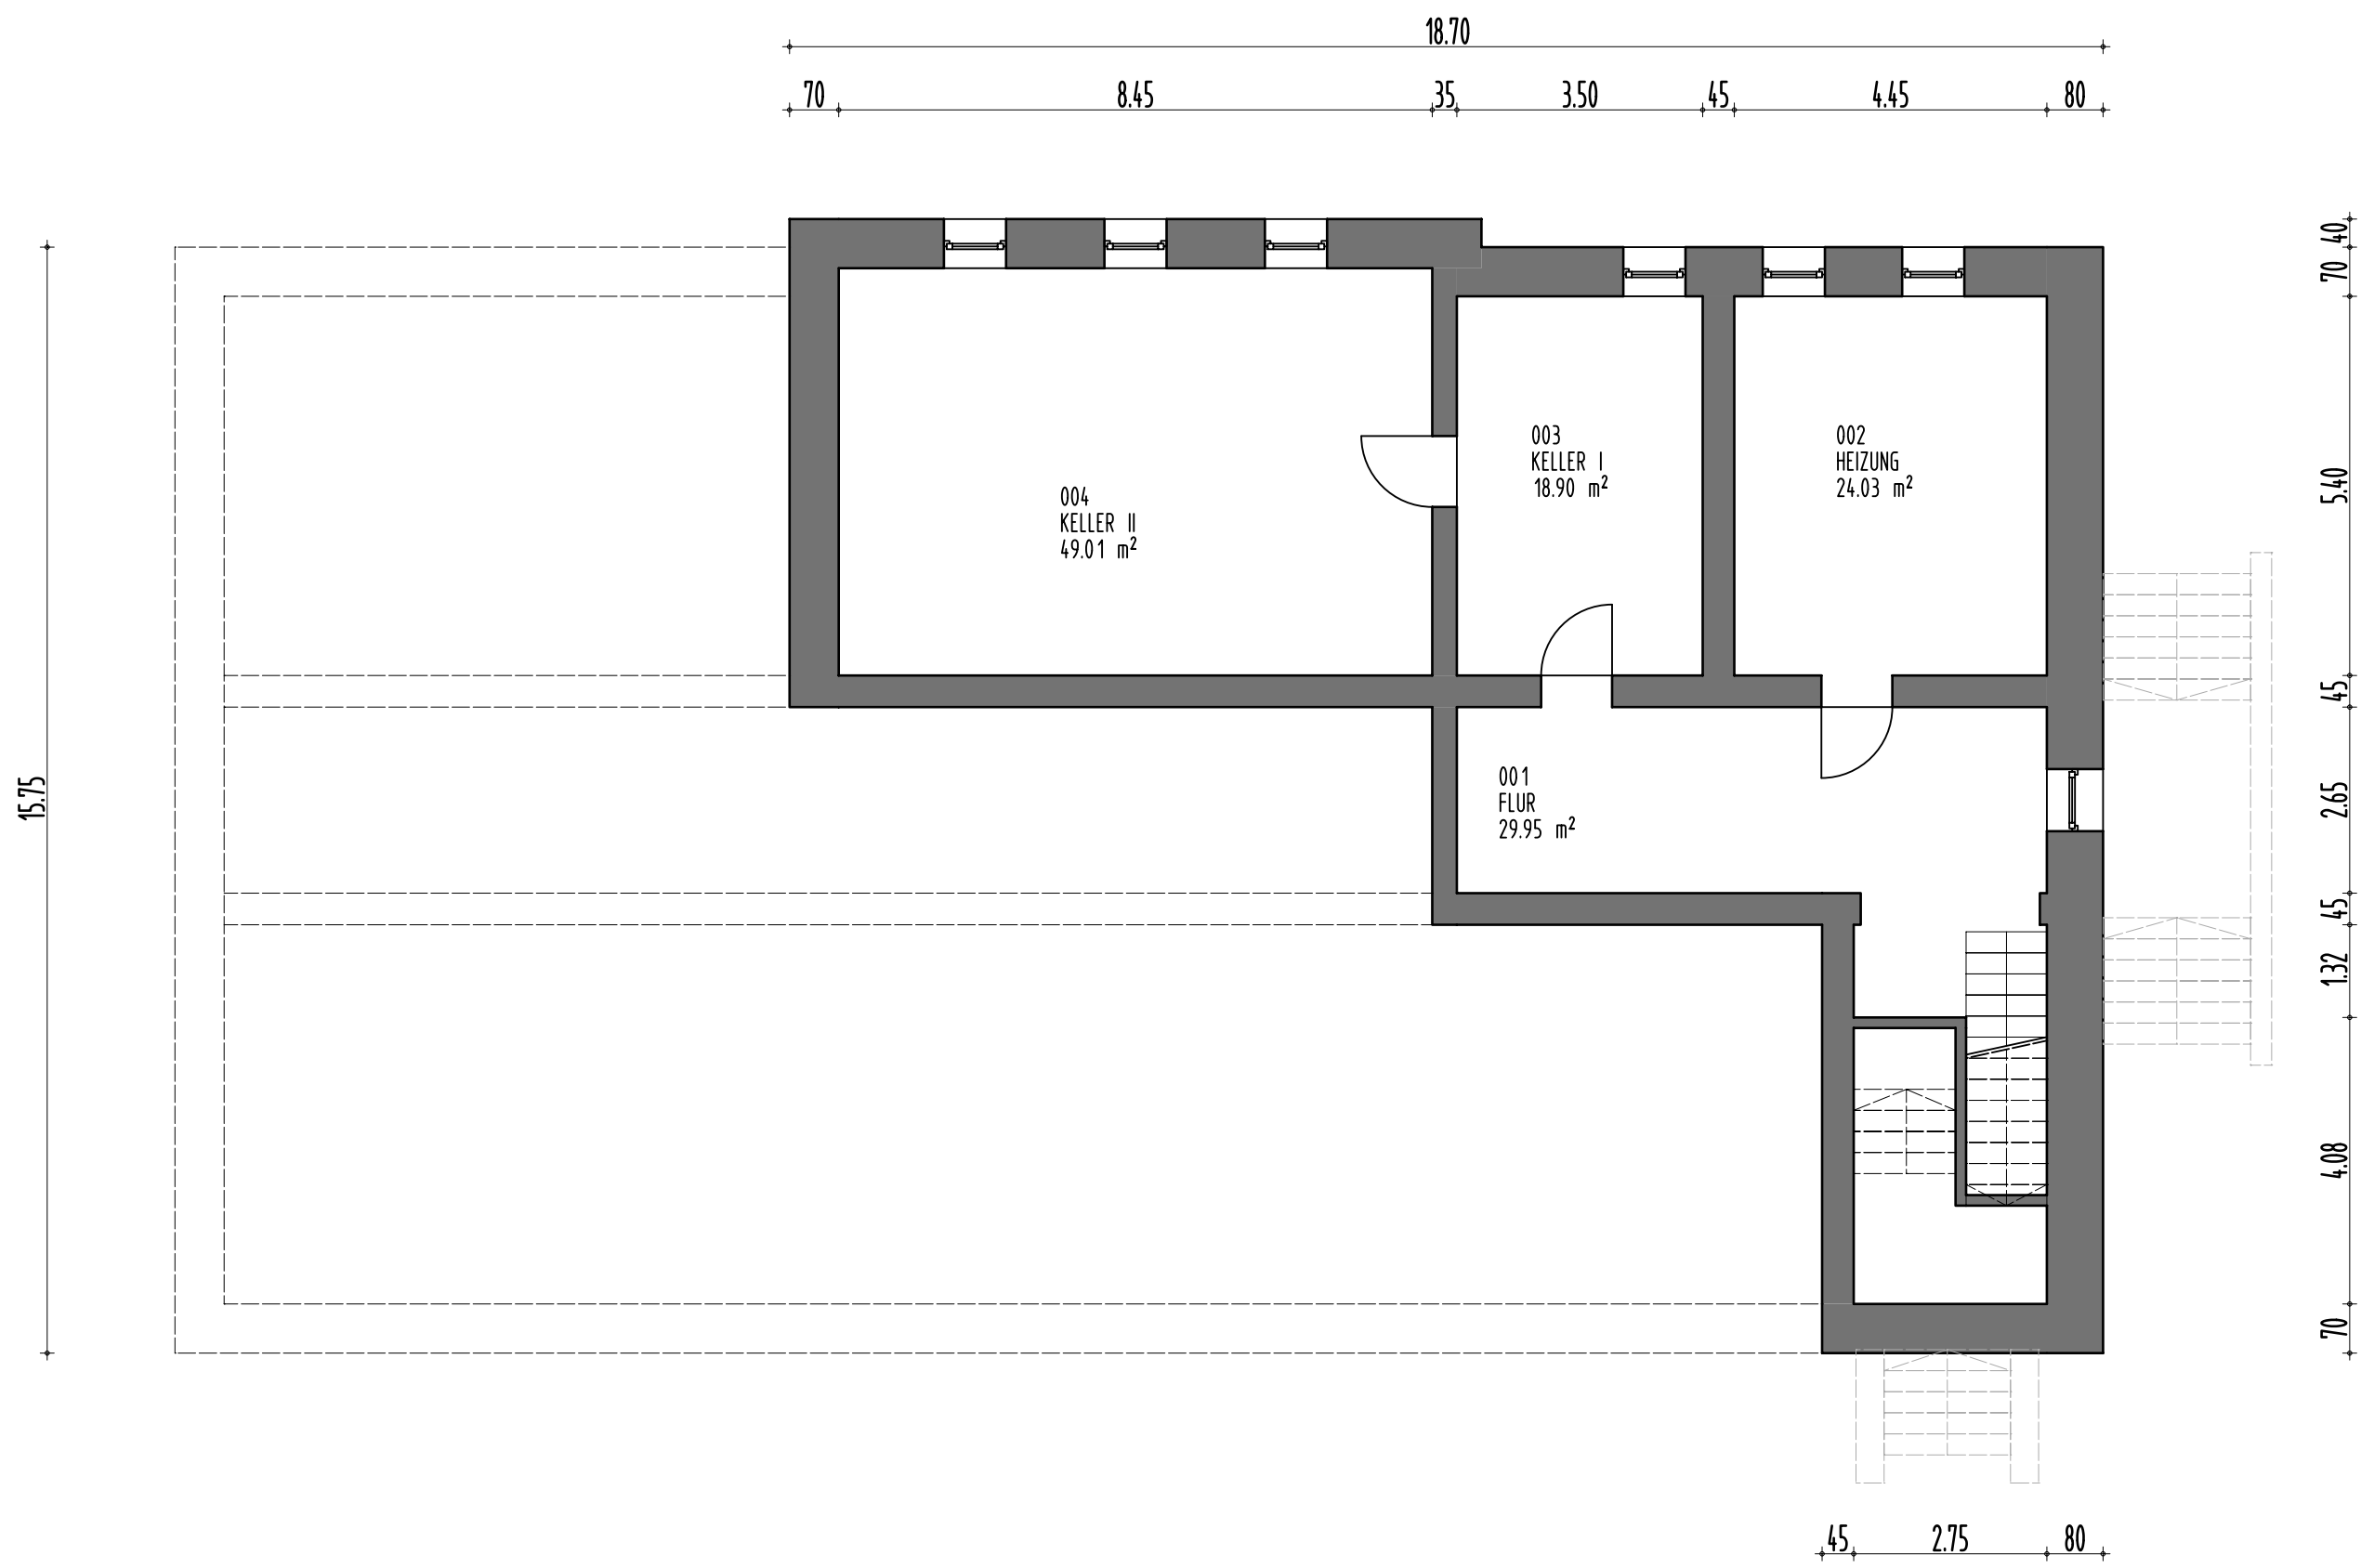 18.70
70 8.45 35 3.50 45 4.45 80
40
70
003
KELLER I
18.90 m²
002
HEIZUNG
24.03 m²
004
KELLER II
49.01 m²
5.40
45
001
FLUR
29.95 m²
15.75
2.65
45
1.32
4.08
70
45 2.75 80